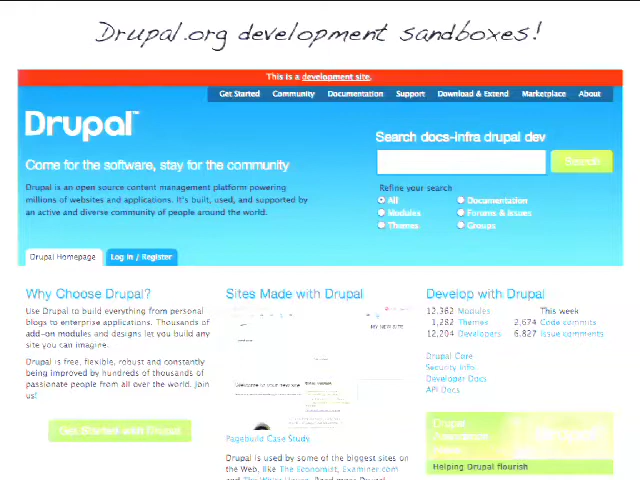 Drupal.org development sandboxes!
This is a development site.
Get Started Community Documentation Support Download & Extend Marketplace About
Drupal™
Search docs-infra drupal dev
Come for the software, stay for the community
Search
Drupal is an open source content management platform powering
millions of websites and applications. It's built, used, and supported by
an active and diverse community of people around the world.
Refine your search
All Documentation
Modules Forums & Issues
Themes Groups
Drupal Homepage Log in / Register
Why Choose Drupal?
Use Drupal to build everything from personal
blogs to enterprise applications. Thousands of
add-on modules and designs let you build any
site you can imagine.
Drupal is free, flexible, robust and constantly
being improved by hundreds of thousands of
passionate people from all over the world. Join
us!
Get Started with Drupal
Sites Made with Drupal
MY NEW SITE
Pagebuild Case Study
Drupal is used by some of the biggest sites on
the Web, like The Economist, Examiner.com
Develop with Drupal
12,362 Modules This week
1,282 Themes 2,674 Code commits
12,204 Developers 6,827 Issue comments
Drupal Core
Security Info
Developer Docs
API Docs
Drupal
Association
Helping Drupal flourish